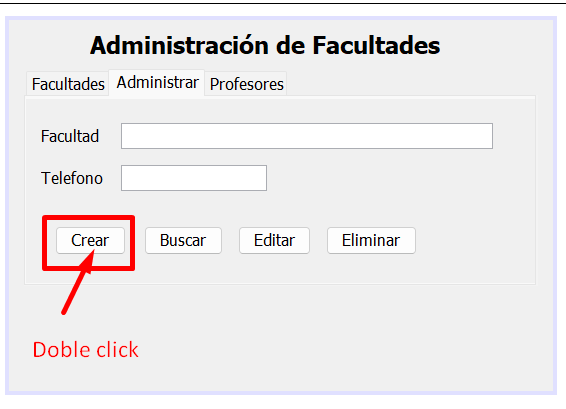 Administración de Facultades
Facultades Administrar Profesores
Facultad
Telefono
Crear Buscar Editar Eliminar
Doble click